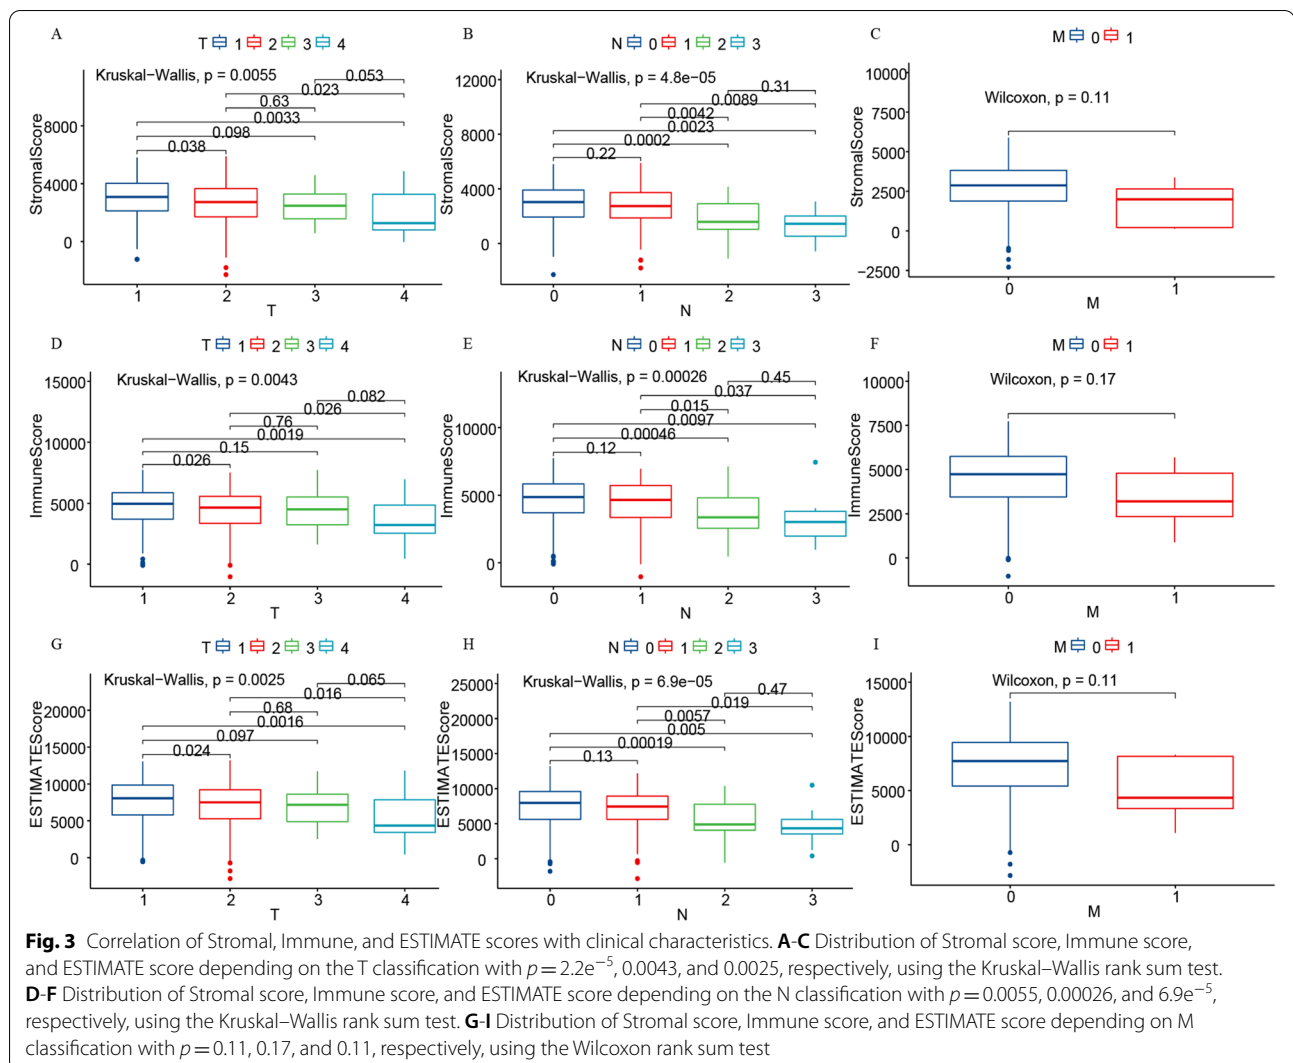 A
T 1 2 3 4
Kruskal−Wallis, p = 0.0055
0.053
0.023
0.63
0.0033
0.098
0.038
StromalScore
8000
4000
0
1 2 3 4
T
B
N 0 1 2 3
Kruskal−Wallis, p = 4.8e−05
0.31
0.0089
0.0042
0.0023
0.0002
0.22
StromalScore
12000
8000
4000
0
0 1 2 3
N
C
M 0 1
Wilcoxon, p = 0.11
StromalScore
10000
7500
5000
2500
0
−2500
0 1
M
D
T 1 2 3 4
Kruskal−Wallis, p = 0.0043
0.082
0.026
0.76
0.0019
0.15
0.026
ImmuneScore
15000
10000
5000
0
1 2 3 4
T
E
N 0 1 2 3
Kruskal−Wallis, p = 0.00026
0.45
0.037
0.015
0.0097
0.00046
0.12
ImmuneScore
10000
5000
0
0 1 2 3
N
F
M 0 1
Wilcoxon, p = 0.17
ImmuneScore
10000
7500
5000
2500
0
0 1
M
G
T 1 2 3 4
Kruskal−Wallis, p = 0.0025
0.065
0.016
0.68
0.0016
0.097
0.024
ESTIMATEScore
20000
15000
10000
5000
0
1 2 3 4
T
H
N 0 1 2 3
Kruskal−Wallis, p = 6.9e−05
0.47
0.019
0.0057
0.005
0.00019
0.13
ESTIMATEScore
25000
20000
15000
10000
5000
0
0 1 2 3
N
I
M 0 1
Wilcoxon, p = 0.11
ESTIMATEScore
15000
10000
5000
0
0 1
M
Fig. 3 Correlation of Stromal, Immune, and ESTIMATE scores with clinical characteristics. A-C Distribution of Stromal score, Immune score,
and ESTIMATE score depending on the T classification with p = 2.2e⁻⁵, 0.0043, and 0.0025, respectively, using the Kruskal–Wallis rank sum test.
D-F Distribution of Stromal score, Immune score, and ESTIMATE score depending on the N classification with p = 0.0055, 0.00026, and 6.9e⁻⁵,
respectively, using the Kruskal–Wallis rank sum test. G-I Distribution of Stromal score, Immune score, and ESTIMATE score depending on M
classification with p = 0.11, 0.17, and 0.11, respectively, using the Wilcoxon rank sum test